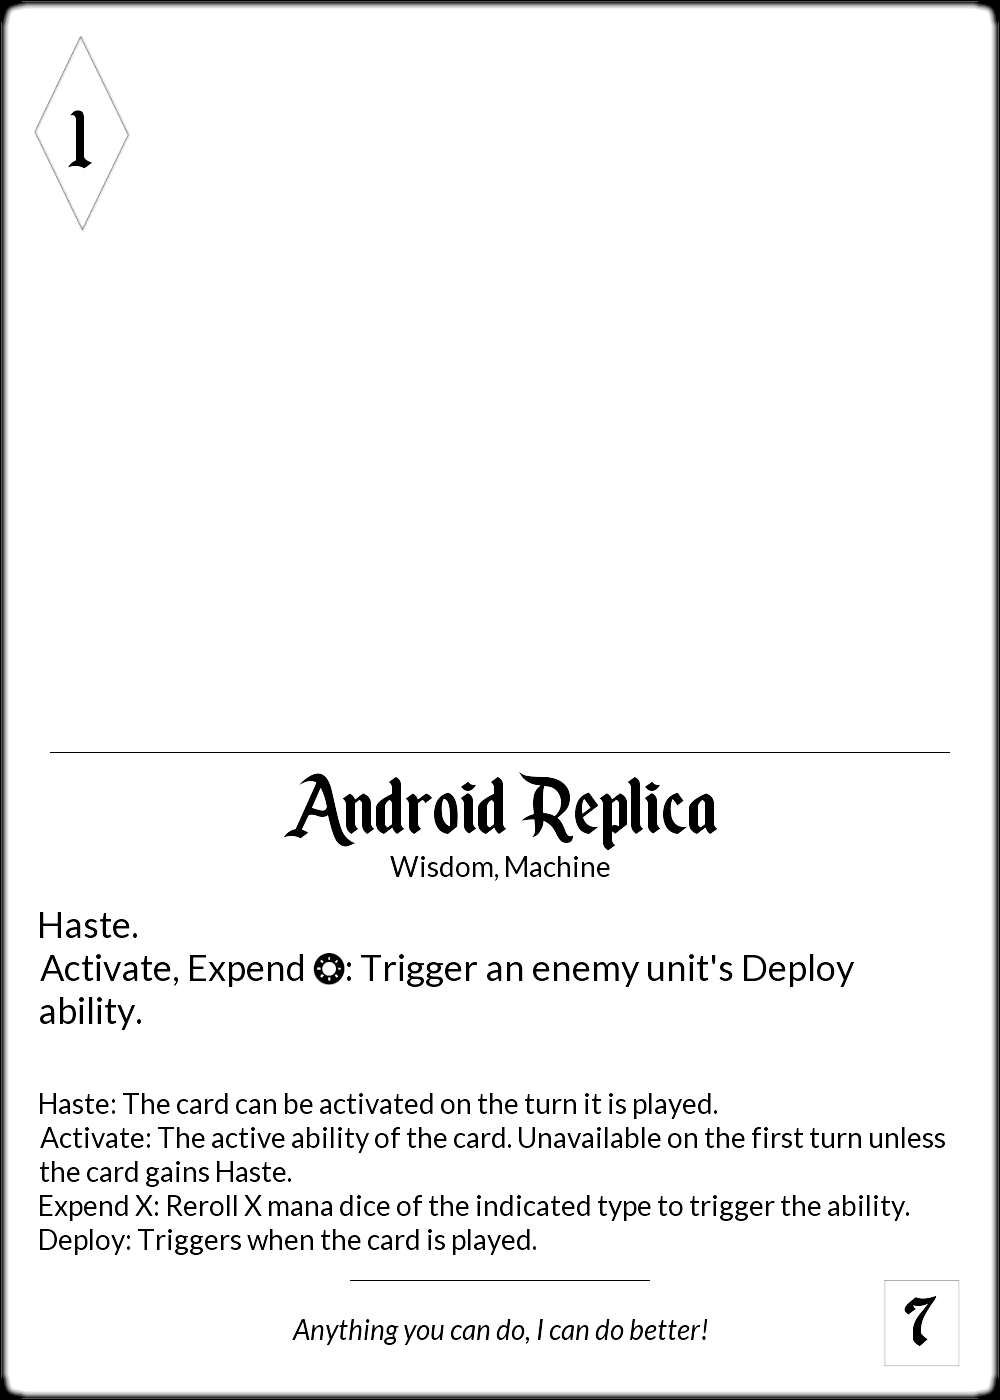 1
Android Replica
Wisdom, Machine
Haste.
Activate, Expend : Trigger an enemy unit's Deploy
ability.
Haste: The card can be activated on the turn it is played.
Activate: The active ability of the card. Unavailable on the first turn unless
the card gains Haste.
Expend X: Reroll X mana dice of the indicated type to trigger the ability.
Deploy: Triggers when the card is played.
Anything you can do, I can do better!
7